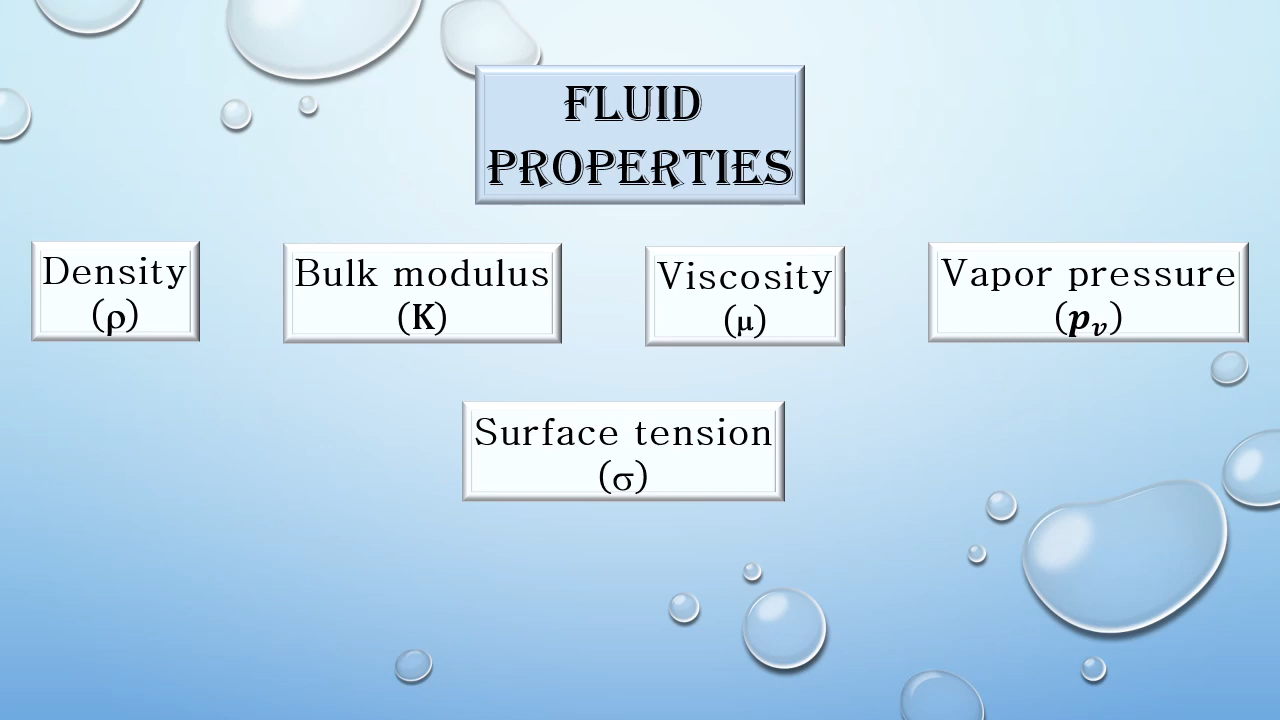 FLUID
PROPERTIES
Density
(ρ)
Bulk modulus
(K)
Viscosity
(μ)
Vapor pressure
(𝒑𝒗)
Surface tension
(σ)